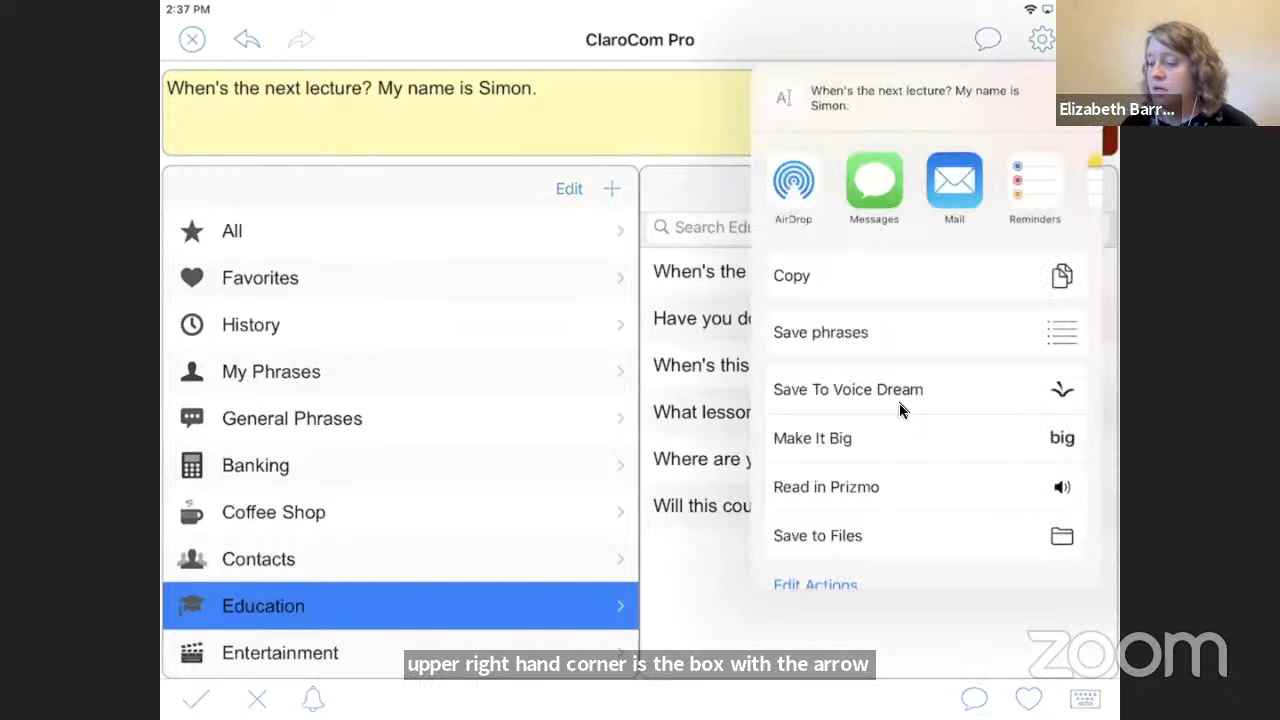 2:37 PM
ClaroCom Pro
Elizabeth Barr...
When's the next lecture? My name is Simon.
When's the next lecture? My name is
Simon.
AirDrop
Messages
Mail
Reminders
Edit
All
Favorites
History
My Phrases
General Phrases
Banking
Coffee Shop
Contacts
Education
Entertainment
Search Edu
When's the
Have you do
When's this
What lesson
Where are y
Will this cou
Copy
Save phrases
Save To Voice Dream
Make It Big
big
Read in Prizmo
Save to Files
Edit Actions
upper right hand corner is the box with the arrow
zoom